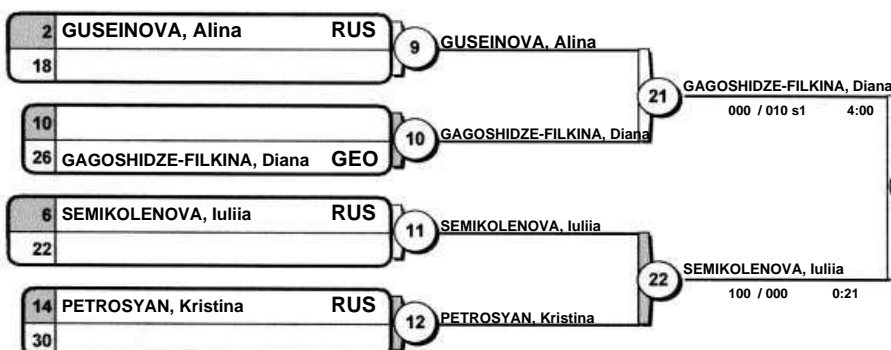 2 GUSEINOVA, Alina RUS
18
9
GUSEINOVA, Alina
10
26 GAGOSHIDZE-FILKINA, Diana GEO
10
GAGOSHIDZE-FILKINA, Diana
21
GAGOSHIDZE-FILKINA, Diana
000 / 010 s1 4:00
6 SEMIKOLENOVA, Iuliia RUS
22
11
SEMIKOLENOVA, Iuliia
14 PETROSYAN, Kristina RUS
30
12
PETROSYAN, Kristina
22
SEMIKOLENOVA, Iuliia
100 / 000 0:21